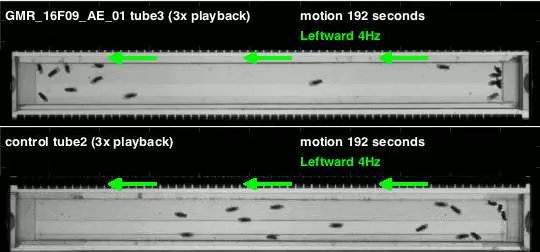 GMR_16F09_AE_01 tube3 (3x playback)
motion 192 seconds
Leftward 4Hz
control tube2 (3x playback)
motion 192 seconds
Leftward 4Hz